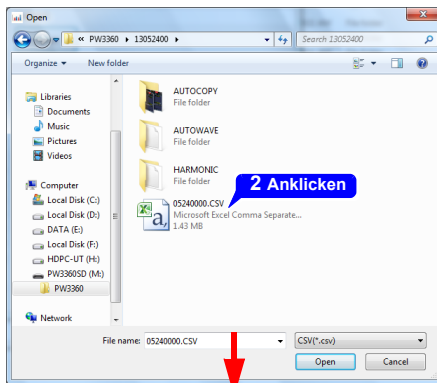 Open
« PW3360 ▸ 13052400 ▸
Search 13052400
Organize ▾ New folder
Libraries
Documents
Music
Pictures
Videos
Computer
Local Disk (C:)
Local Disk (D:)
DATA (E:)
Local Disk (F:)
HDPC-UT (H:)
PW3360SD (M:)
PW3360
Network
AUTOCOPY
File folder
AUTOWAVE
File folder
HARMONIC
File folder
2 Anklicken
05240000.CSV
Microsoft Excel Comma Separate...
1.43 MB
File name: 05240000.CSV
CSV(*.csv)
Open Cancel